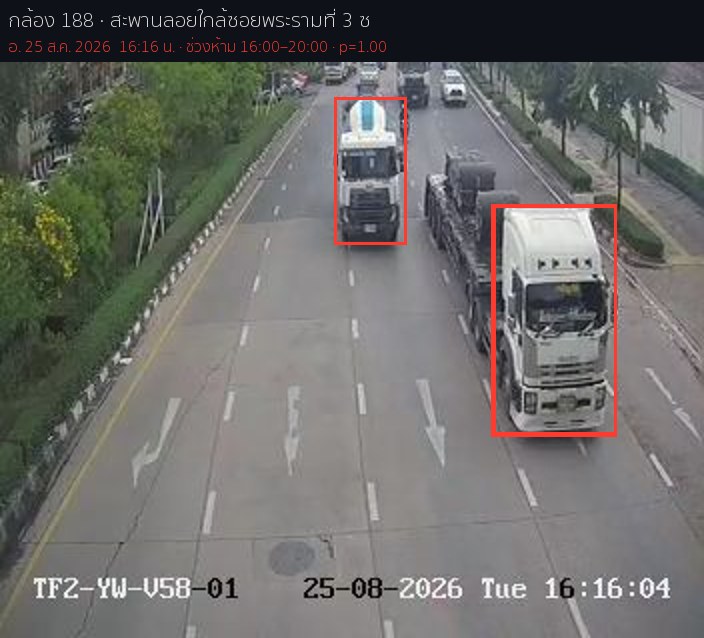 กล้อง 188 · สะพานลอยใกล้ซอยพระรามที่ 3 ซ
อ. 25 ส.ค. 2026 16:16 น. · ช่วงห้าม 16:00–20:00 · p=1.00
TF2-YW-V58-01 25-08-2026 Tue 16:16:04